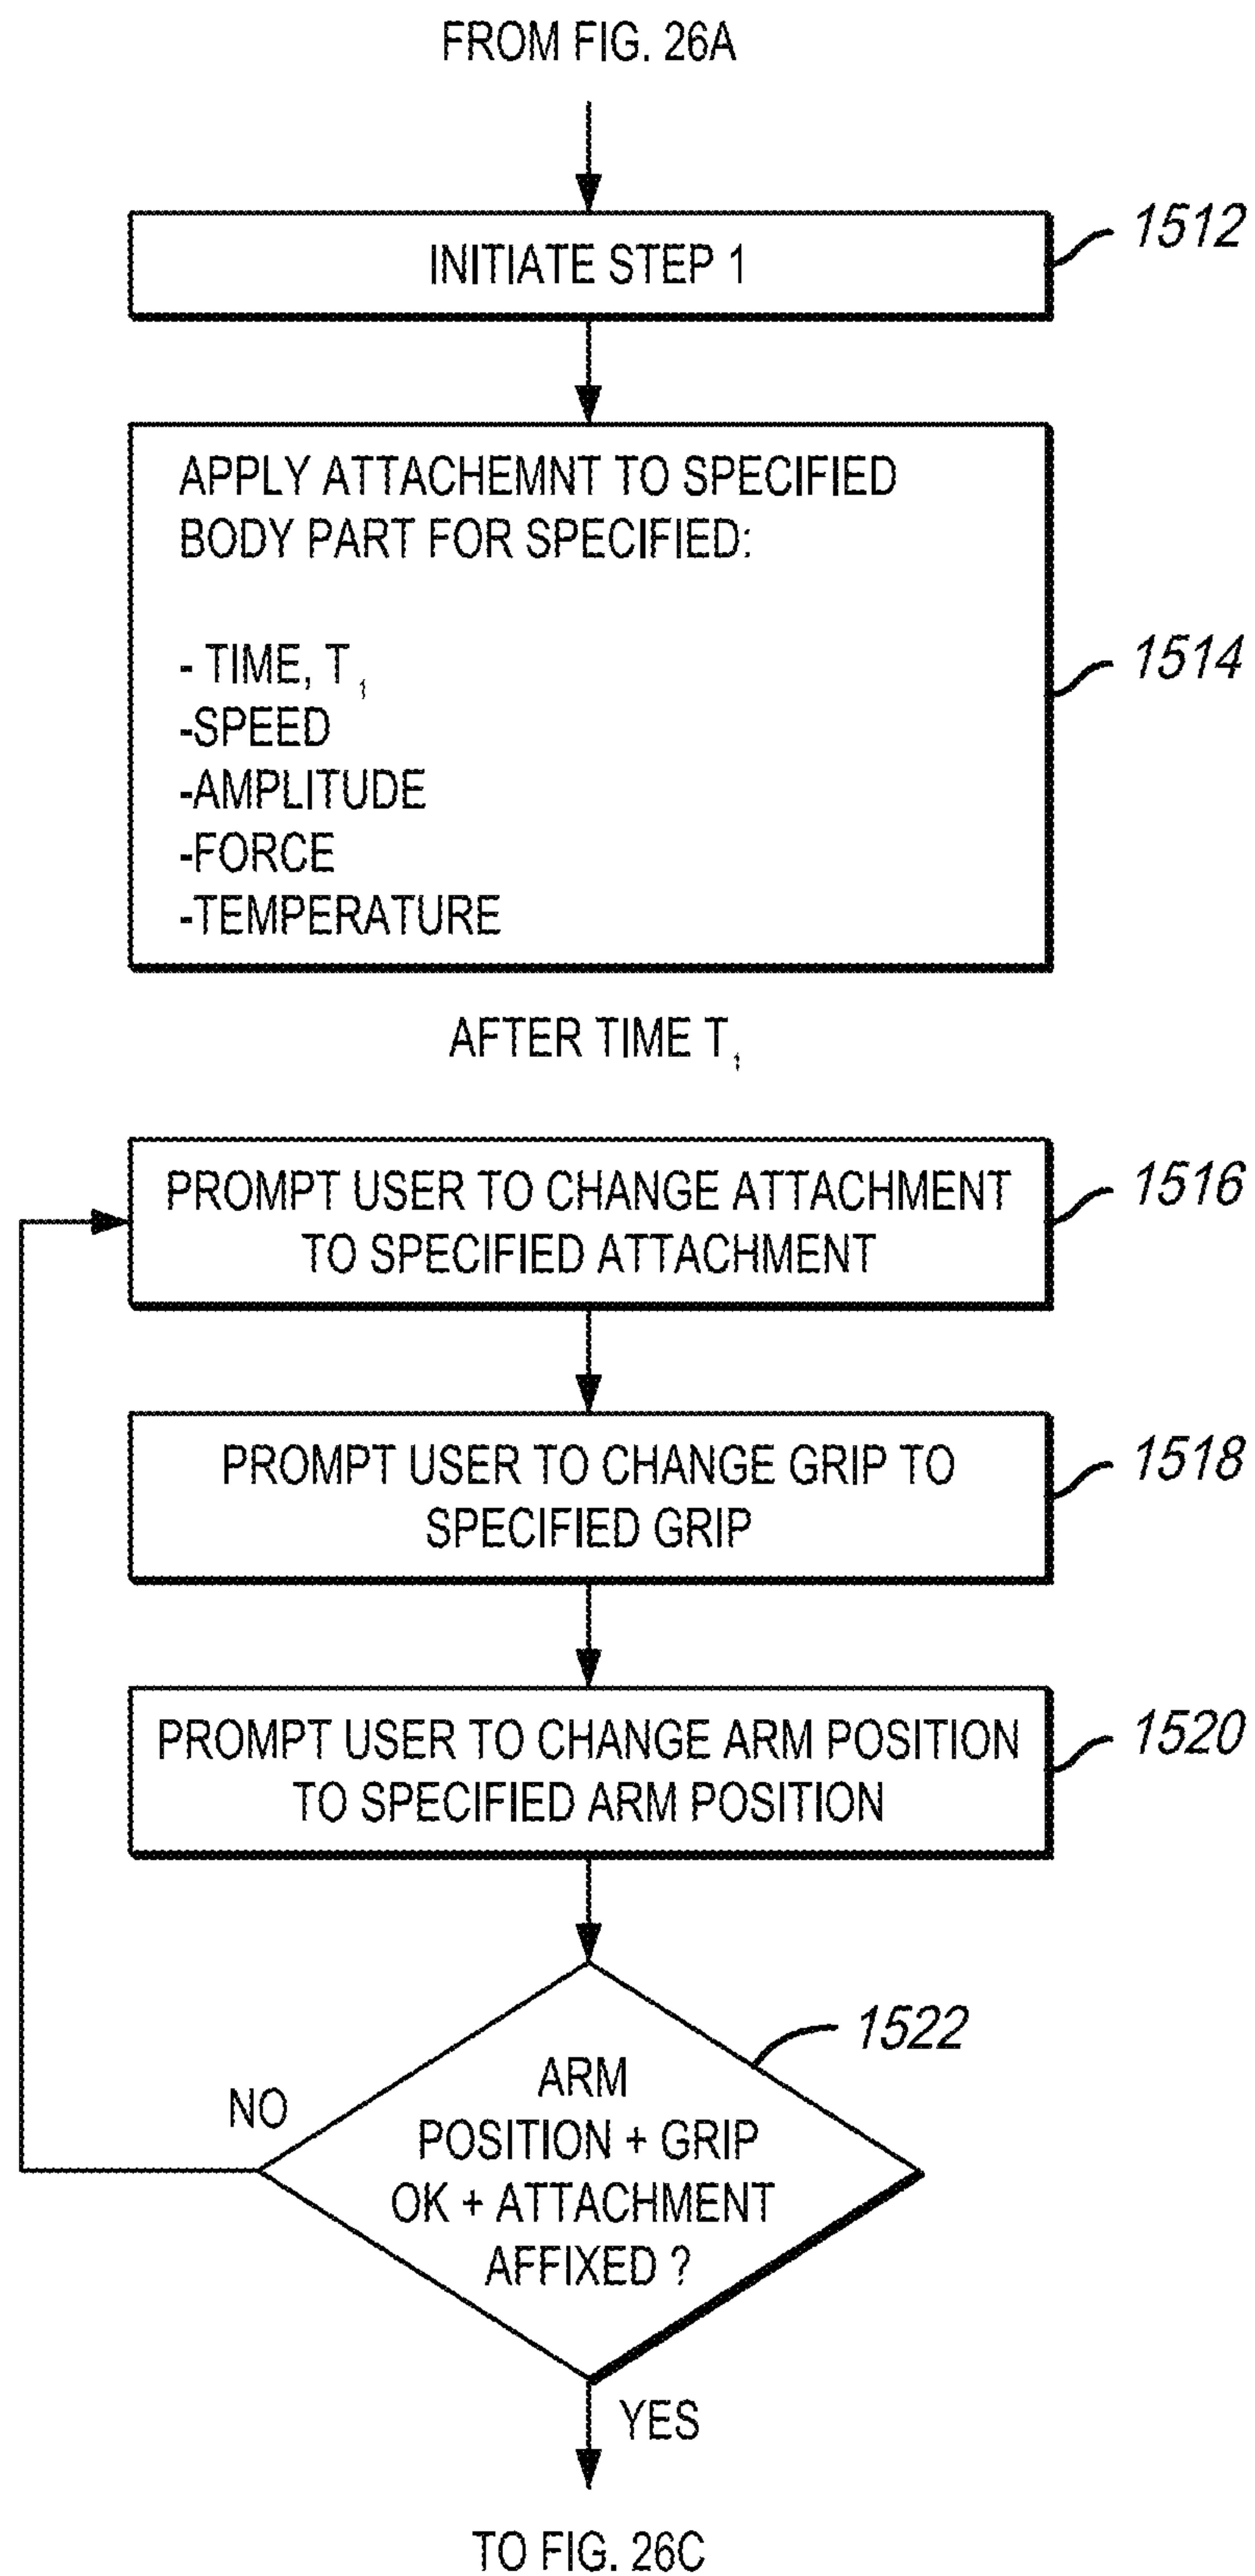 FROM FIG. 26A
INITIATE STEP 1
1512
APPLY ATTACHEMNT TO SPECIFIED
BODY PART FOR SPECIFIED:
- TIME, T1
-SPEED
-AMPLITUDE
-FORCE
-TEMPERATURE
1514
AFTER TIME T1
PROMPT USER TO CHANGE ATTACHMENT
TO SPECIFIED ATTACHMENT
1516
PROMPT USER TO CHANGE GRIP TO
SPECIFIED GRIP
1518
PROMPT USER TO CHANGE ARM POSITION
TO SPECIFIED ARM POSITION
1520
1522
ARM
POSITION + GRIP
OK + ATTACHMENT
AFFIXED ?
NO
YES
TO FIG. 26C